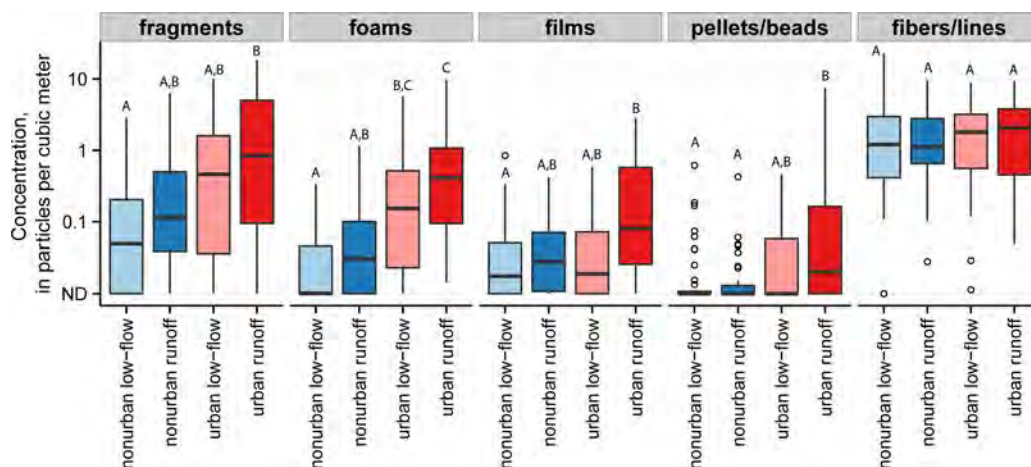 fragments
foams
films
pellets/beads
fibers/lines
Concentration,
in particles per cubic meter
10
1
0.1
ND
A
A,B
A,B
B
A
A,B
B,C
C
A
A,B
A,B
B
A
A
A,B
B
A
A
A
A
nonurban low-flow
nonurban runoff
urban low-flow
urban runoff
nonurban low-flow
nonurban runoff
urban low-flow
urban runoff
nonurban low-flow
nonurban runoff
urban low-flow
urban runoff
nonurban low-flow
nonurban runoff
urban low-flow
urban runoff
nonurban low-flow
nonurban runoff
urban low-flow
urban runoff